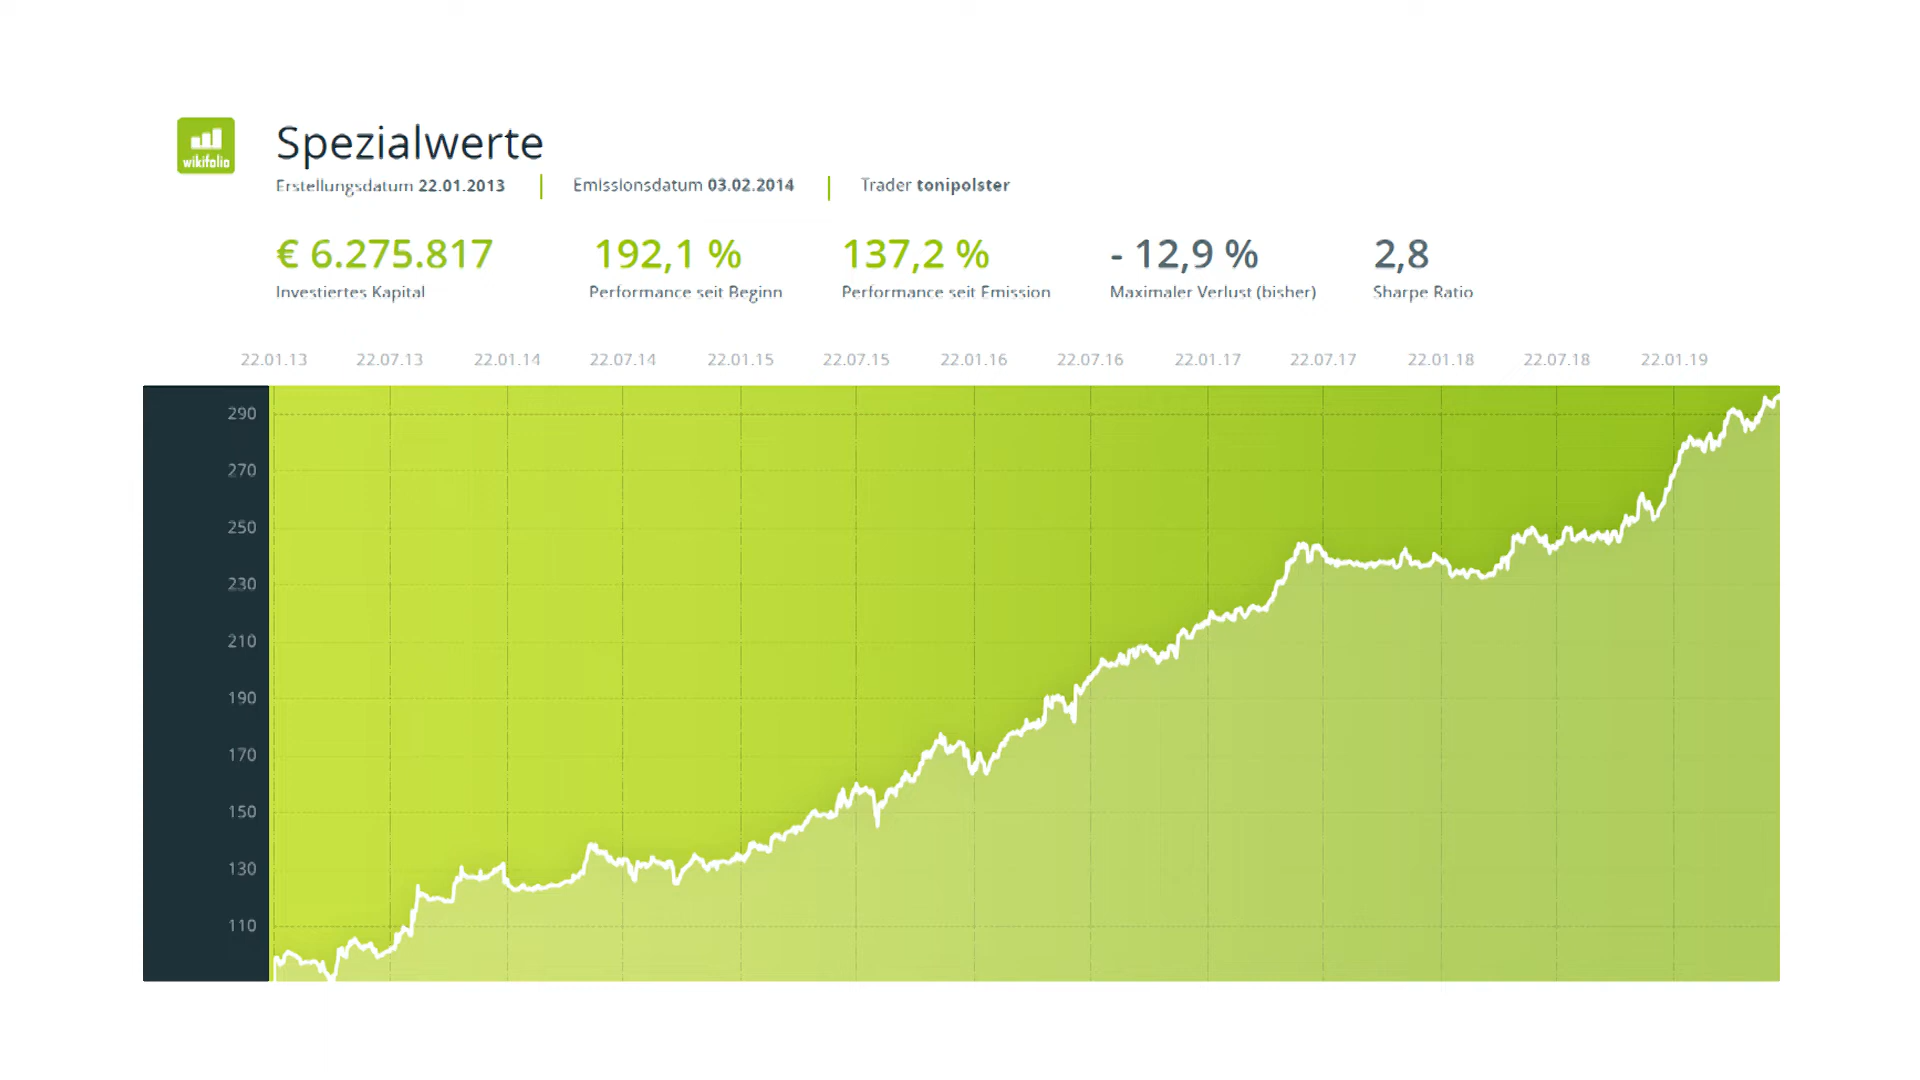 wikifolio
Spezialwerte
Erstellungsdatum 22.01.2013 Emissionsdatum 03.02.2014 Trader tonipolster
€ 6.275.817 192,1 % 137,2 % - 12,9 % 2,8
Investiertes Kapital Performance seit Beginn Performance seit Emission Maximaler Verlust (bisher) Sharpe Ratio
22.01.13 22.07.13 22.01.14 22.07.14 22.01.15 22.07.15 22.01.16 22.07.16 22.01.17 22.07.17 22.01.18 22.07.18 22.01.19
290
270
250
230
210
190
170
150
130
110